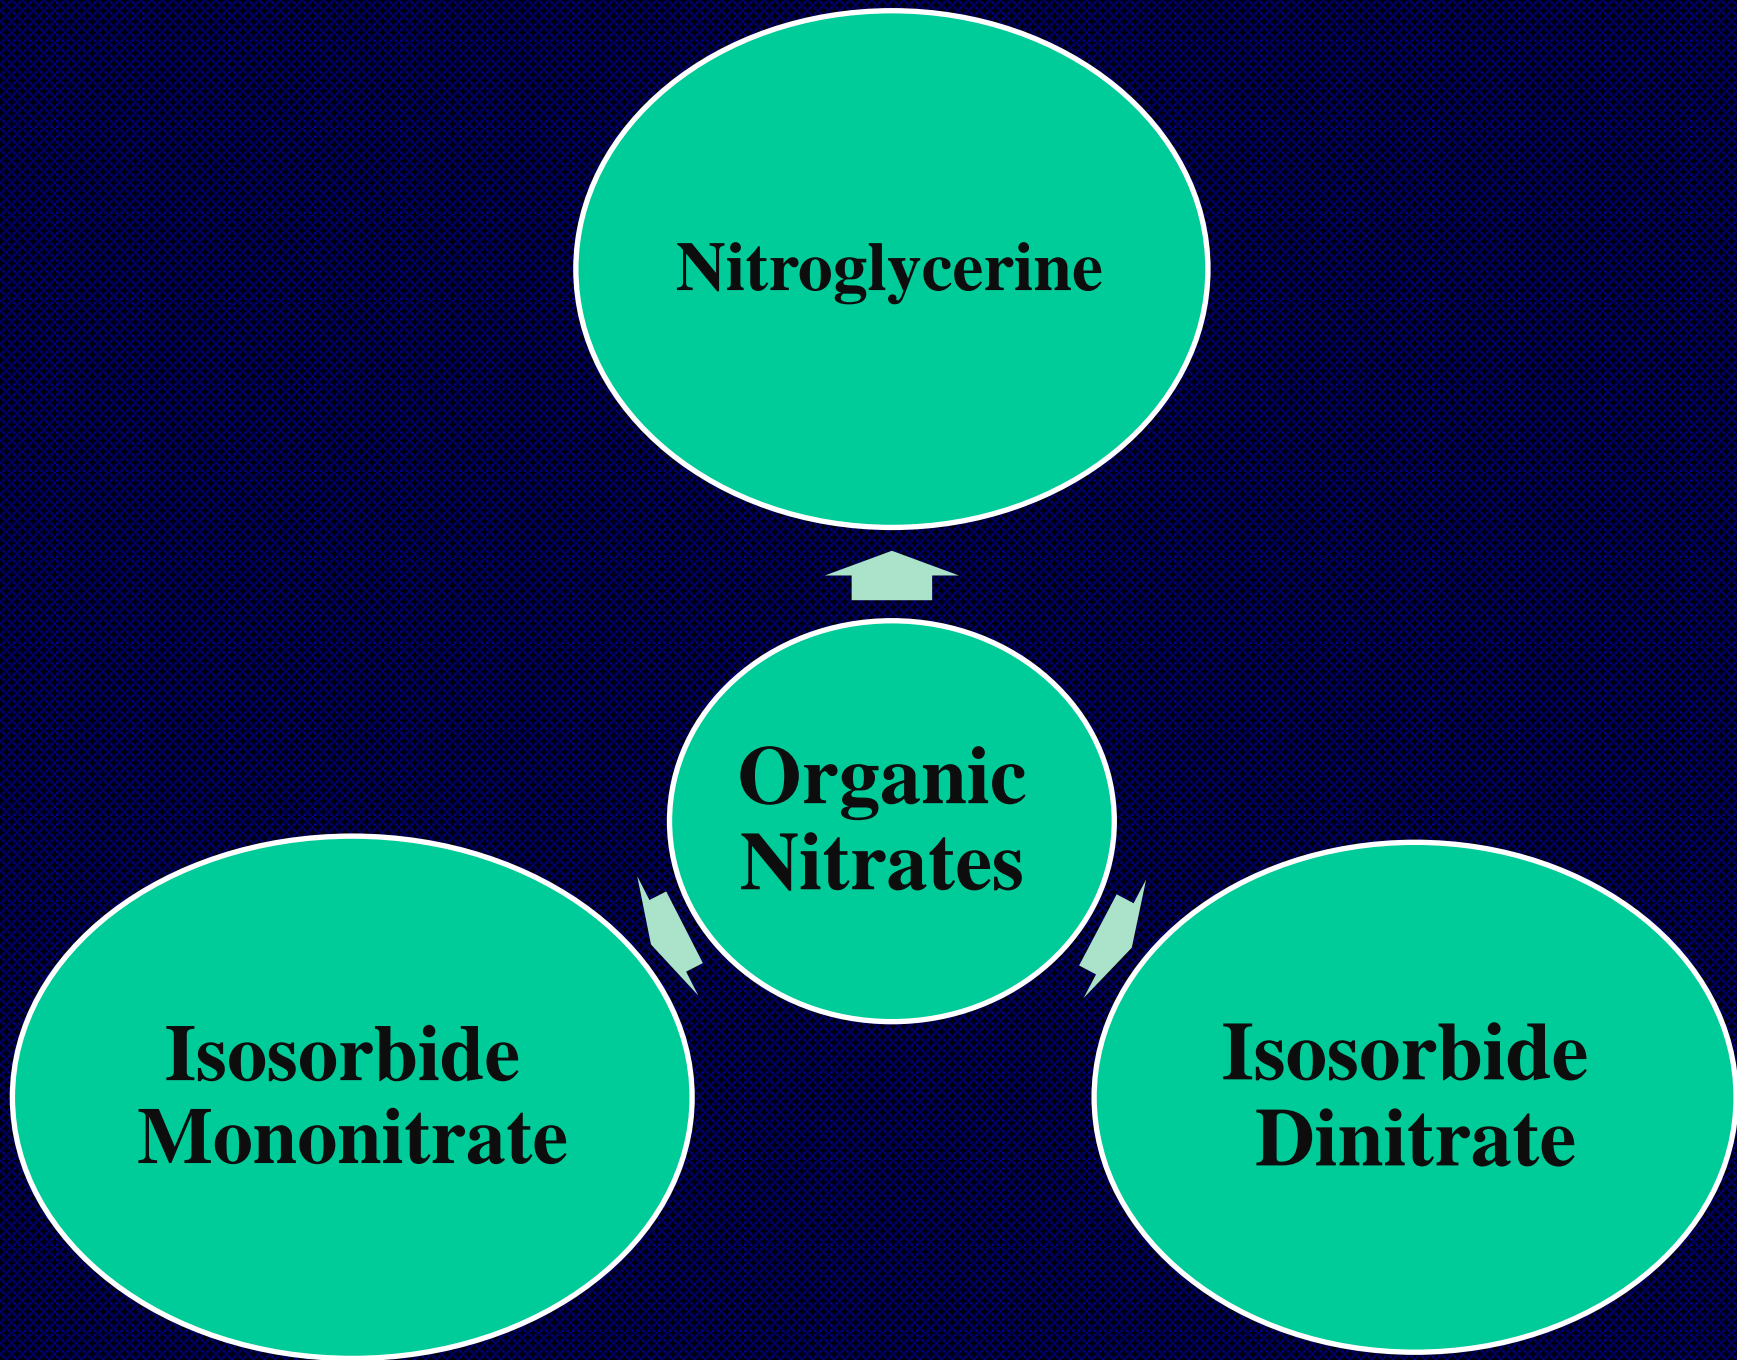 Nitroglycerine
Organic
Nitrates
Isosorbide
Mononitrate
Isosorbide
Dinitrate